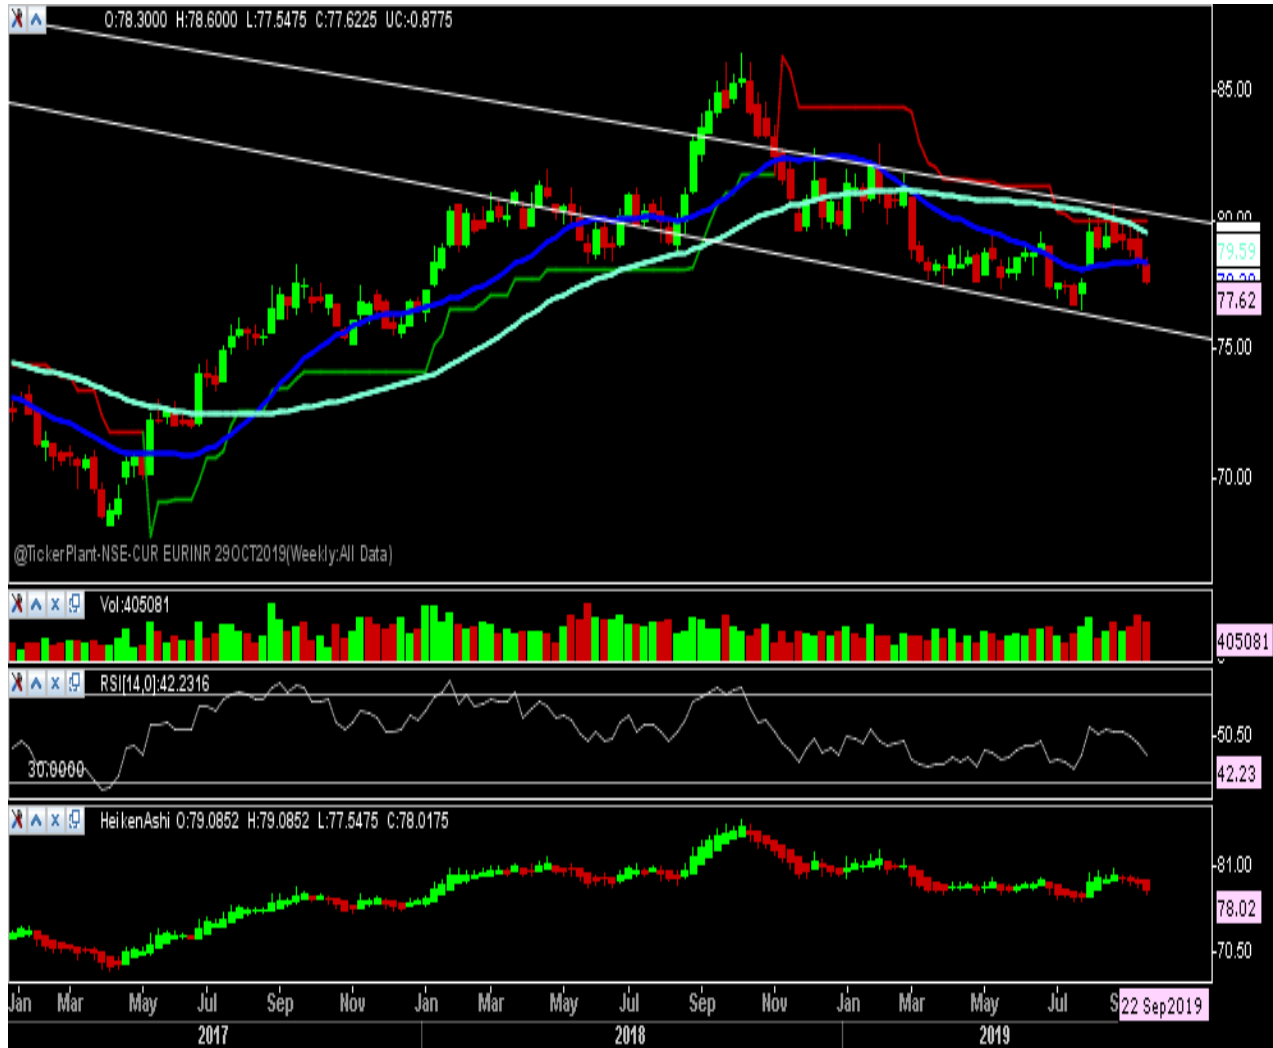 O:78.3000 H:78.6000 L:77.5475 C:77.6225 UC:-0.8775
85.00
80.00
79.59
77.62
75.00
70.00
@TickerPlant-NSE-CUR EURINR 29OCT2019(Weekly:All Data)
Vol:405081
405081
RSI[14,0]:42.2316
50.50
30.0000
42.23
HeikenAshi O:79.0852 H:79.0852 L:77.5475 C:78.0175
81.00
78.02
70.50
Jan Mar May Jul Sep Nov Jan Mar May Jul Sep Nov Jan Mar May Jul 22 Sep2019
2017 2018 2019